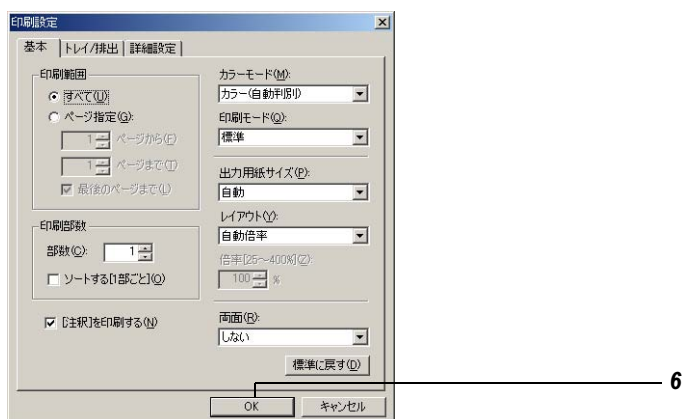 印刷設定
基本 トレイ/排出 詳細設定
印刷範囲
すべて(U)
ページ指定(G):
1 ページから(F)
1 ページまで(T)
最後のページまで(L)
印刷部数
部数(C): 1
ソートする[1部ごと](O)
[注釈]を印刷する(N)
カラーモード(M):
カラー(自動判別)
印刷モード(Q):
標準
出力用紙サイズ(P):
自動
レイアウト(Y):
自動倍率
倍率[25～400%](Z):
100 %
両面(R):
しない
標準に戻す(D)
OK キャンセル
6